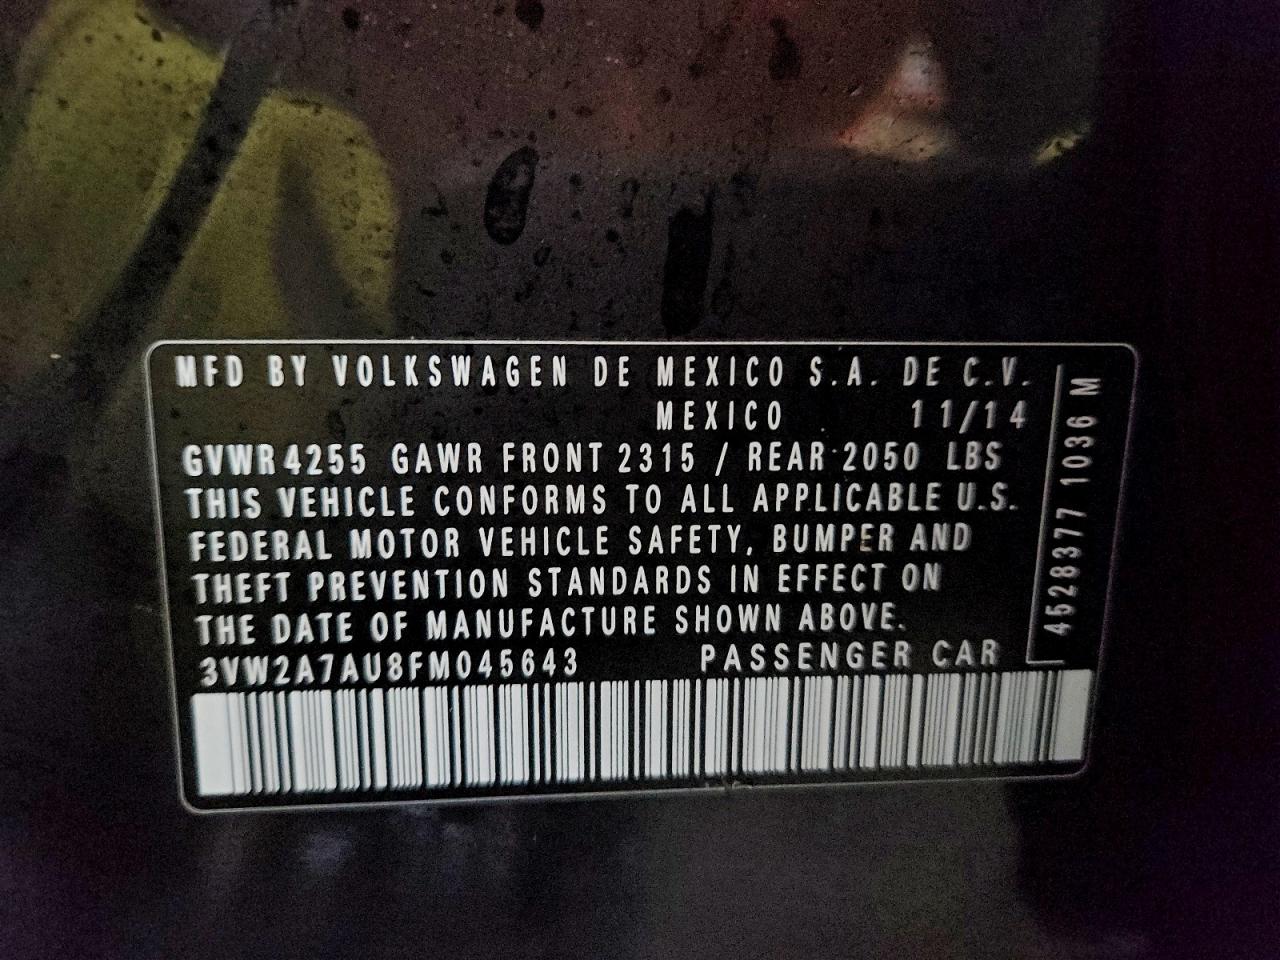 MFD BY VOLKSWAGEN DE MEXICO S.A. DE C.V.
MEXICO 11/14
GVWR 4255 GAWR FRONT 2315 / REAR 2050 LBS
THIS VEHICLE CONFORMS TO ALL APPLICABLE U.S.
FEDERAL MOTOR VEHICLE SAFETY, BUMPER AND
THEFT PREVENTION STANDARDS IN EFFECT ON
THE DATE OF MANUFACTURE SHOWN ABOVE.
3VW2A7AU8FM045643 PASSENGER CAR
4528377 1036 M